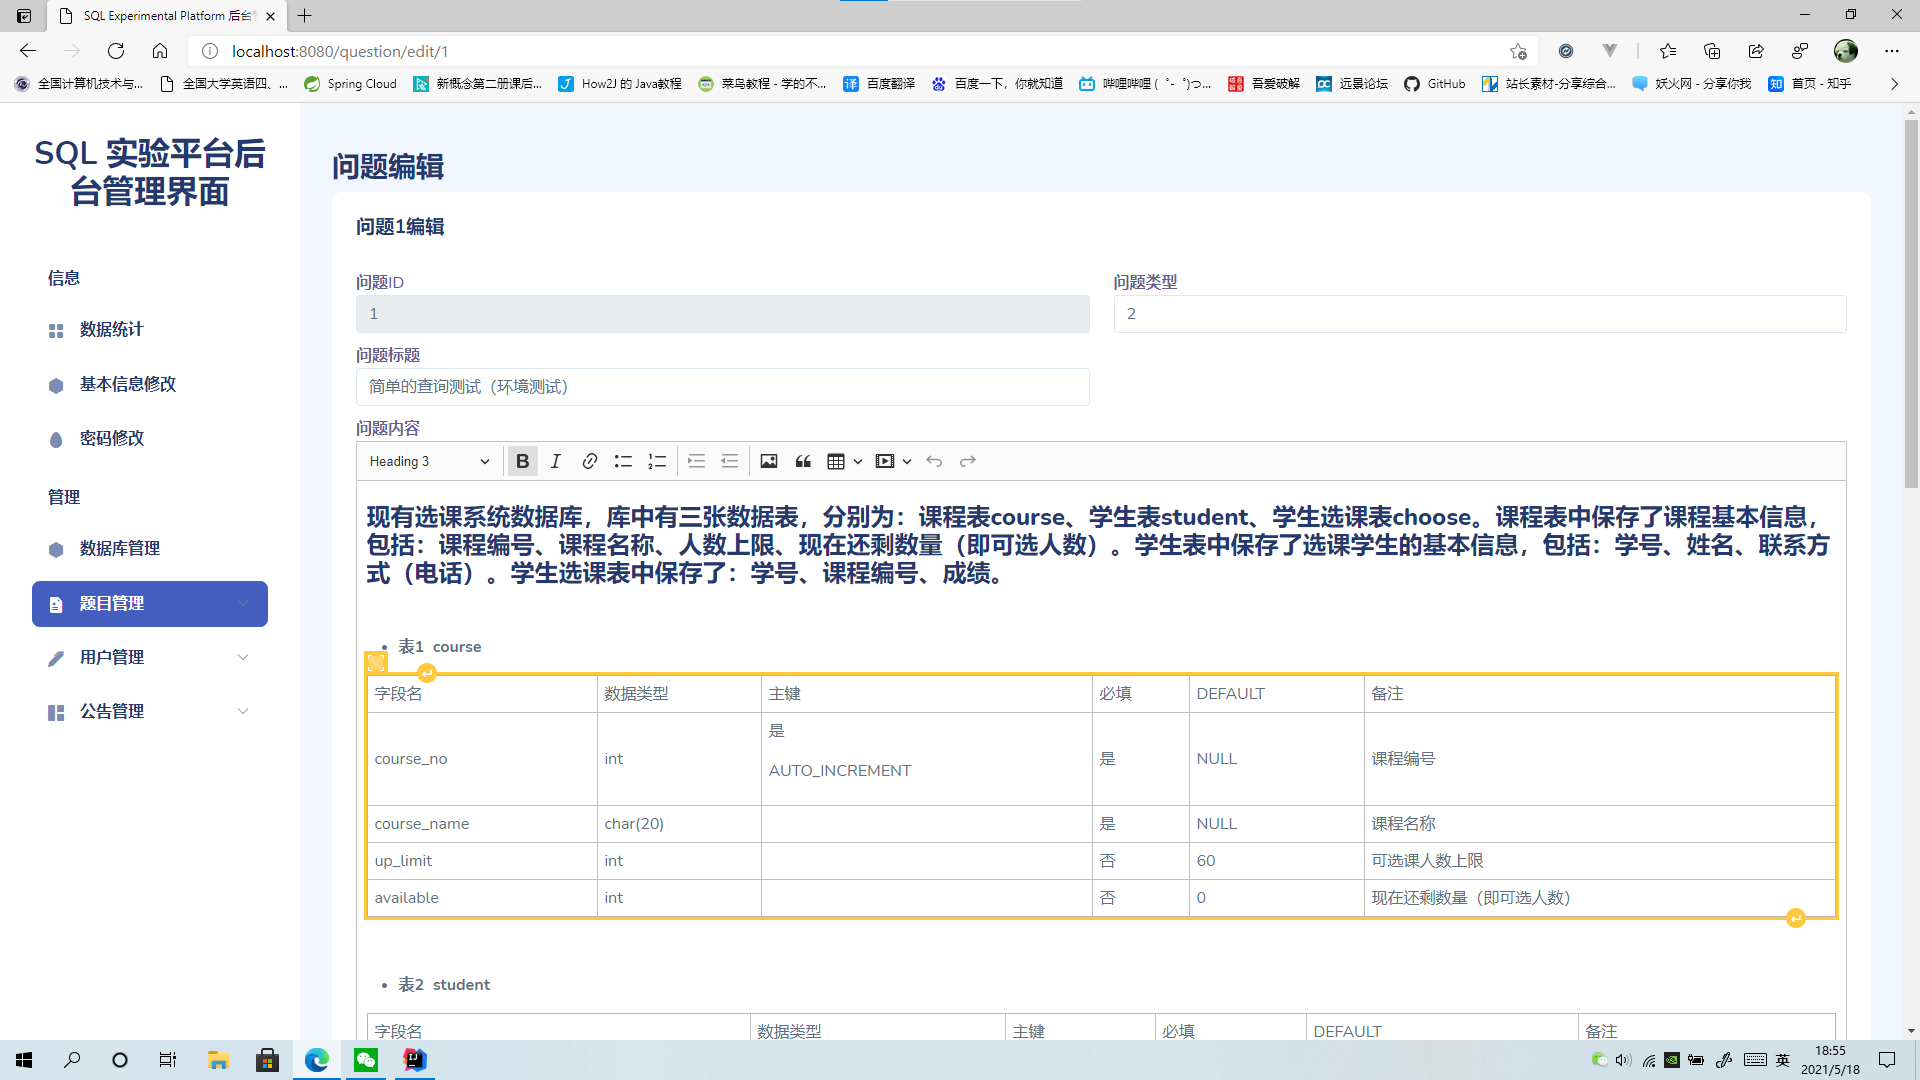 SQL Experimental Platform 后台
localhost:8080/question/edit/1
全国计算机技术与... 全国大学英语四、... Spring Cloud 新概念第二册课后... How2J 的 Java教程 菜鸟教程 - 学的不... 百度翻译 百度一下，你就知道 哔哩哔哩 ( ゜- ゜)つ... 吾爱破解 远景论坛 GitHub 站长素材-分享综合... 妖火网 - 分享你我 首页 - 知乎
SQL 实验平台后
台管理界面
信息
数据统计
基本信息修改
密码修改
管理
数据库管理
题目管理
用户管理
公告管理
问题编辑
问题1编辑
问题ID 问题类型
1 2
问题标题
简单的查询测试（环境测试）
问题内容
Heading 3 B I
现有选课系统数据库，库中有三张数据表，分别为：课程表course、学生表student、学生选课表choose。课程表中保存了课程基本信息，
包括：课程编号、课程名称、人数上限、现在还剩数量（即可选人数）。学生表中保存了选课学生的基本信息，包括：学号、姓名、联系方
式（电话）。学生选课表中保存了：学号、课程编号、成绩。
• 表1 course
字段名 数据类型 主键 必填 DEFAULT 备注
是
course_no int 是 NULL 课程编号
AUTO_INCREMENT
course_name char(20) 是 NULL 课程名称
up_limit int 否 60 可选课人数上限
available int 否 0 现在还剩数量（即可选人数）
• 表2 student
字段名 数据类型 主键 必填 DEFAULT 备注
英
18:55
2021/5/18